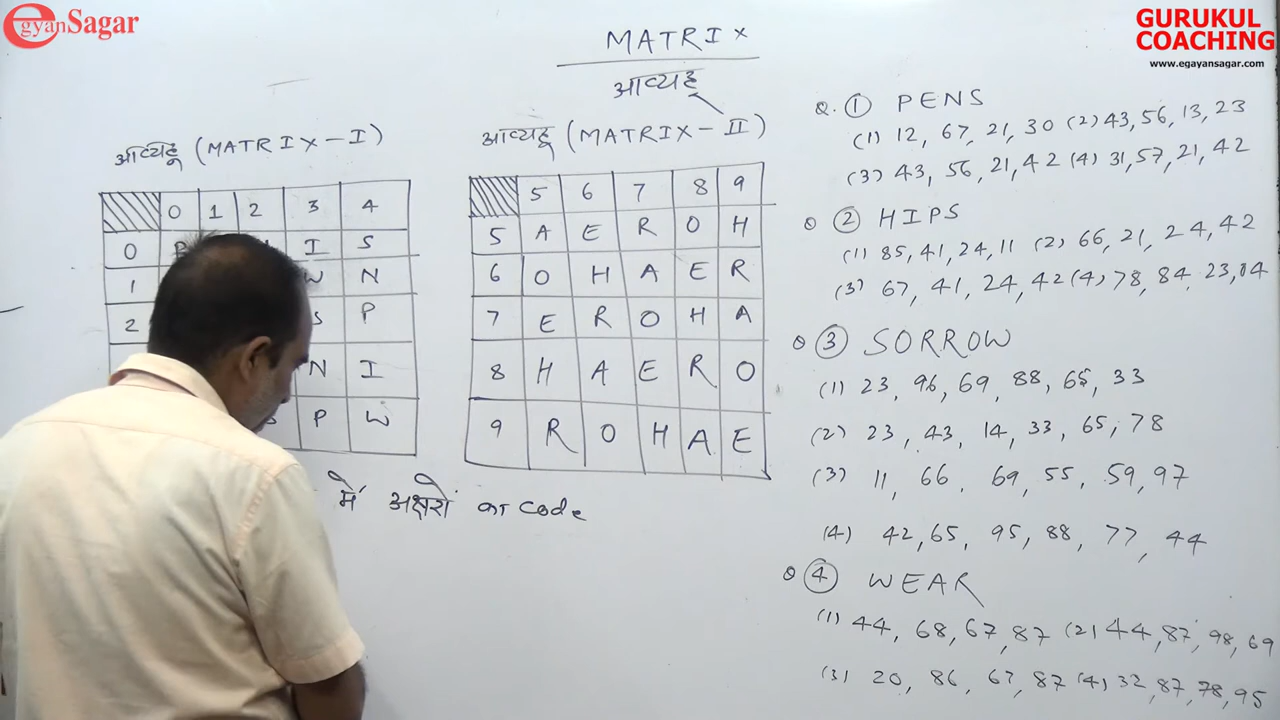 egyanSagar
GURUKUL
COACHING
www.egayansagar.com
MATRIX
आव्यहू
आव्यहू (MATRIX-I)
0 1 2 3 4
0 I S
1 W N
2 S P
N I
P W
आव्यहू (MATRIX-II)
5 6 7 8 9
5 A E R O H
6 O H A E R
7 E R O H A
8 H A E R O
9 R O H A E
में अक्षरों का code
Q. ① PENS
(1) 12, 67, 21, 30 (2) 43, 56, 13, 23
(3) 43, 56, 21, 42 (4) 31, 57, 21, 42
Q ② HIPS
(1) 85, 41, 24, 11 (2) 66, 21, 24, 42
(3) 67, 41, 24, 42 (4) 78, 84, 23, 04
Q ③ SORROW
(1) 23, 96, 69, 88, 65, 33
(2) 23, 43, 14, 33, 65, 78
(3) 11, 66, 69, 55, 59, 97
(4) 42, 65, 95, 88, 77, 44
Q ④ WEAR
(1) 44, 68, 67, 87 (2) 44, 87, 98, 69
(3) 20, 86, 67, 87 (4) 32, 87, 78, 95